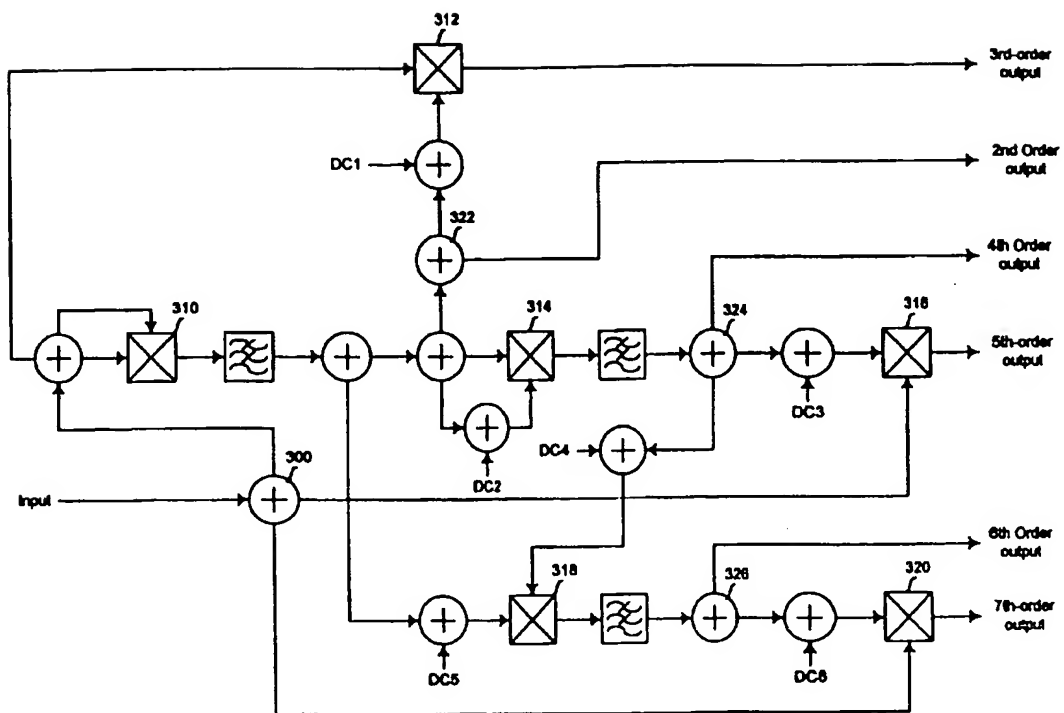 312
3rd-order
output
DC1
2nd Order
output
322
4th Order
output
310
314
324
316
5th-order
output
DC3
DC4
DC2
300
Input
6th Order
output
318
326
320
7th-order
output
DC5
DC6